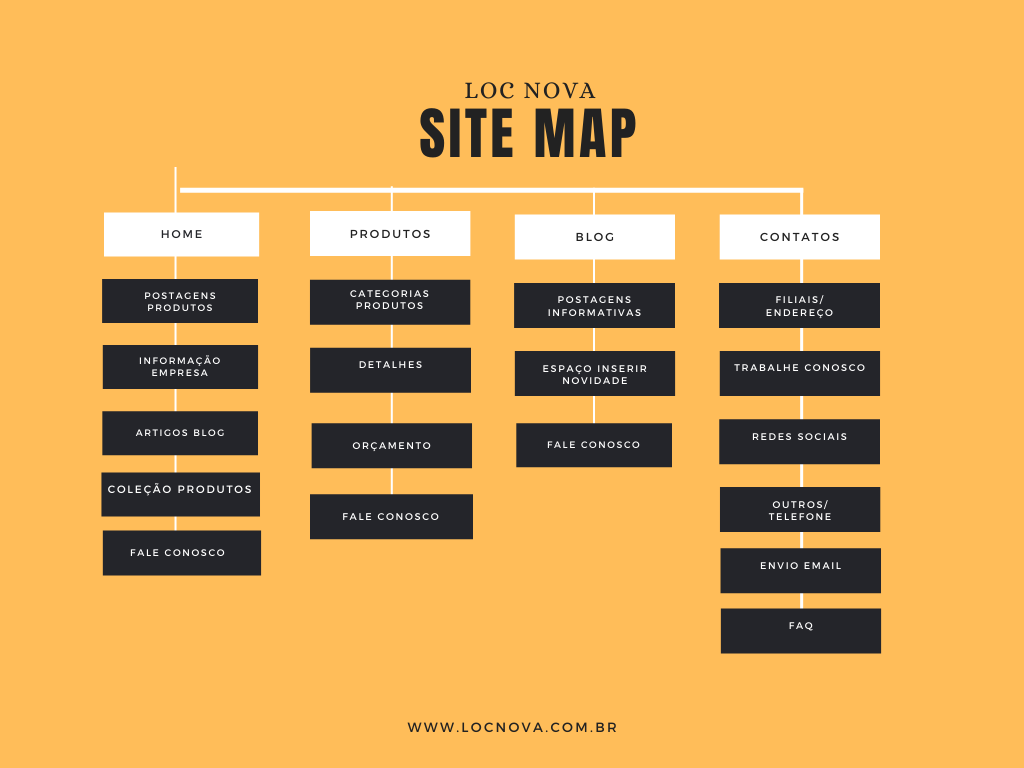 LOC NOVA
SITE MAP
HOME
POSTAGENS
PRODUTOS
INFORMAÇÃO
EMPRESA
ARTIGOS BLOG
COLEÇÃO PRODUTOS
FALE CONOSCO
PRODUTOS
CATEGORIAS
PRODUTOS
DETALHES
ORÇAMENTO
FALE CONOSCO
BLOG
POSTAGENS
INFORMATIVAS
ESPAÇO INSERIR
NOVIDADE
FALE CONOSCO
CONTATOS
FILIAIS/
ENDEREÇO
TRABALHE CONOSCO
REDES SOCIAIS
OUTROS/
TELEFONE
ENVIO EMAIL
FAQ
WWW.LOCNOVA.COM.BR